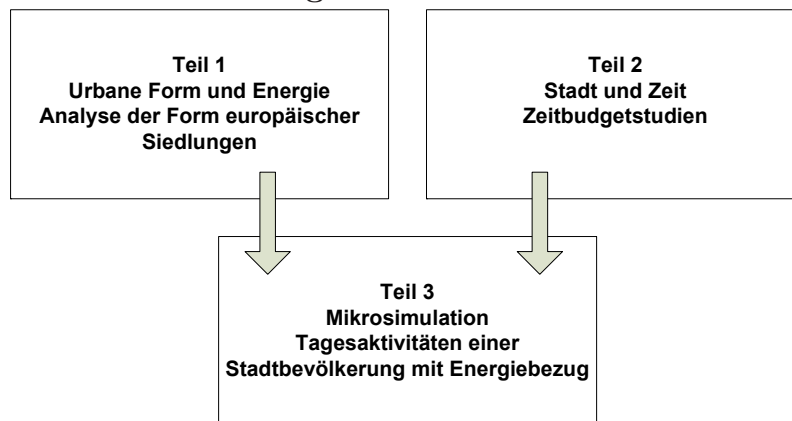 Teil 1
Urbane Form und Energie
Analyse der Form europäischer
Siedlungen
Teil 2
Stadt und Zeit
Zeitbudgetstudien
Teil 3
Mikrosimulation
Tagesaktivitäten einer
Stadtbevölkerung mit Energiebezug